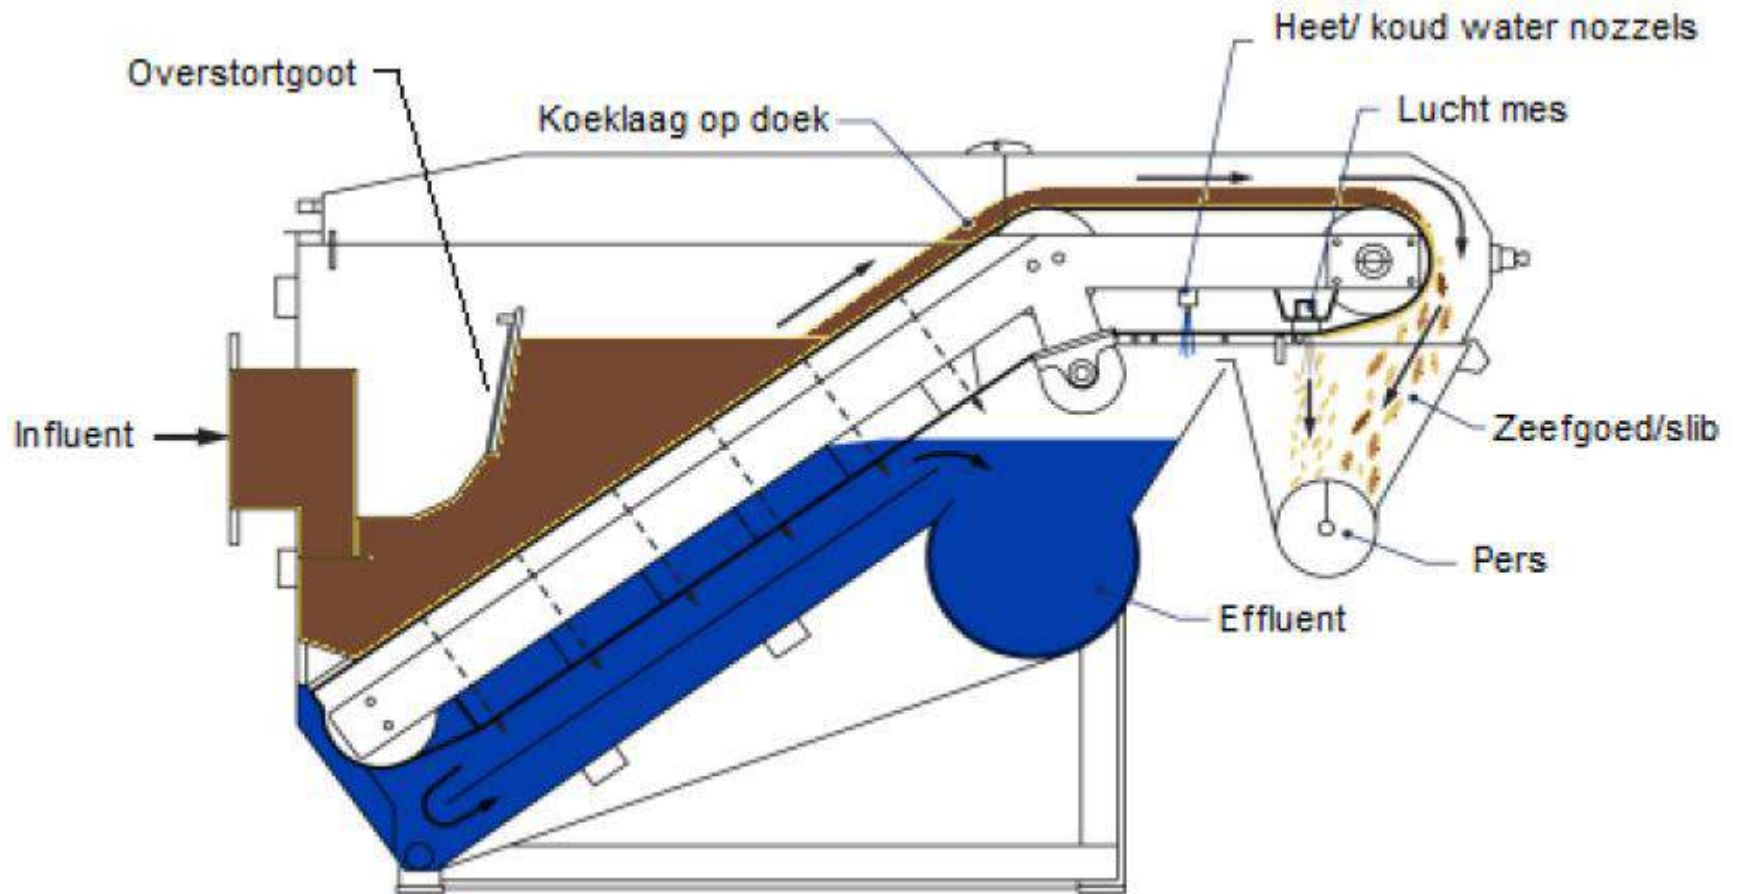 Heet/ koud water nozzels
Overstortgoot
Lucht mes
Koeklaag op doek
Influent
Zeefgoed/slib
Pers
Effluent